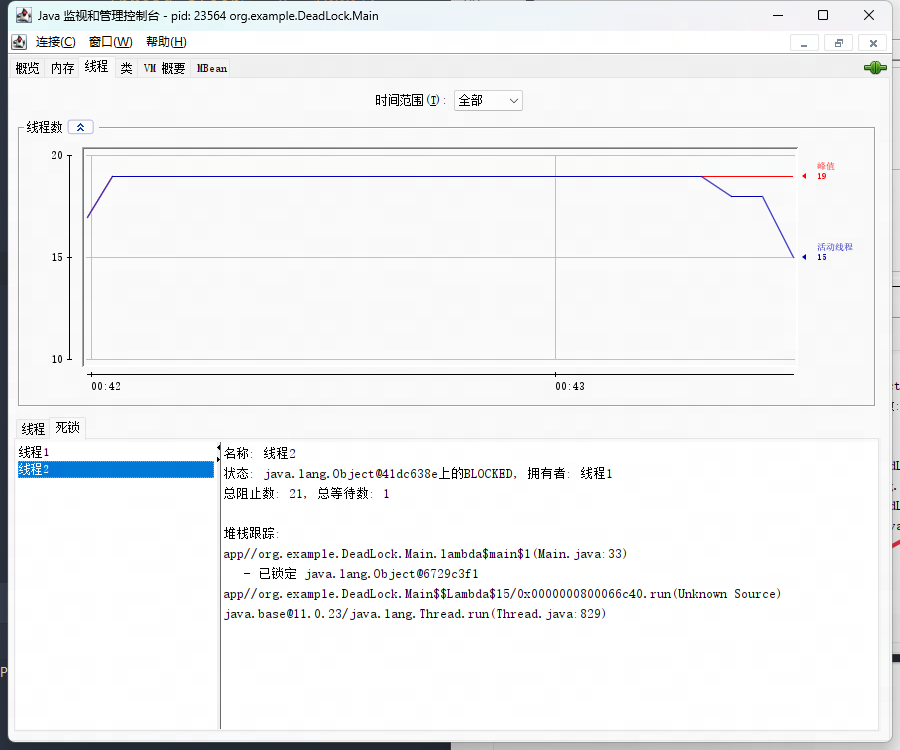 Java 监视和管理控制台 - pid: 23564 org.example.DeadLock.Main
连接(C) 窗口(W) 帮助(H)
概览 内存 线程 类 VM 概要 MBean
时间范围(I): 全部
线程数
20
15
10
峰值
19
活动线程
15
00:42 00:43
线程 死锁
线程1
线程2
名称: 线程2
状态: java.lang.Object@41dc638e上的BLOCKED, 拥有者: 线程1
总阻止数: 21, 总等待数: 1
堆栈跟踪:
app//org.example.DeadLock.Main.lambda$main$1(Main.java:33)
- 已锁定 java.lang.Object@6729c3f1
app//org.example.DeadLock.Main$$Lambda$15/0x0000000800066c40.run(Unknown Source)
java.base@11.0.23/java.lang.Thread.run(Thread.java:829)